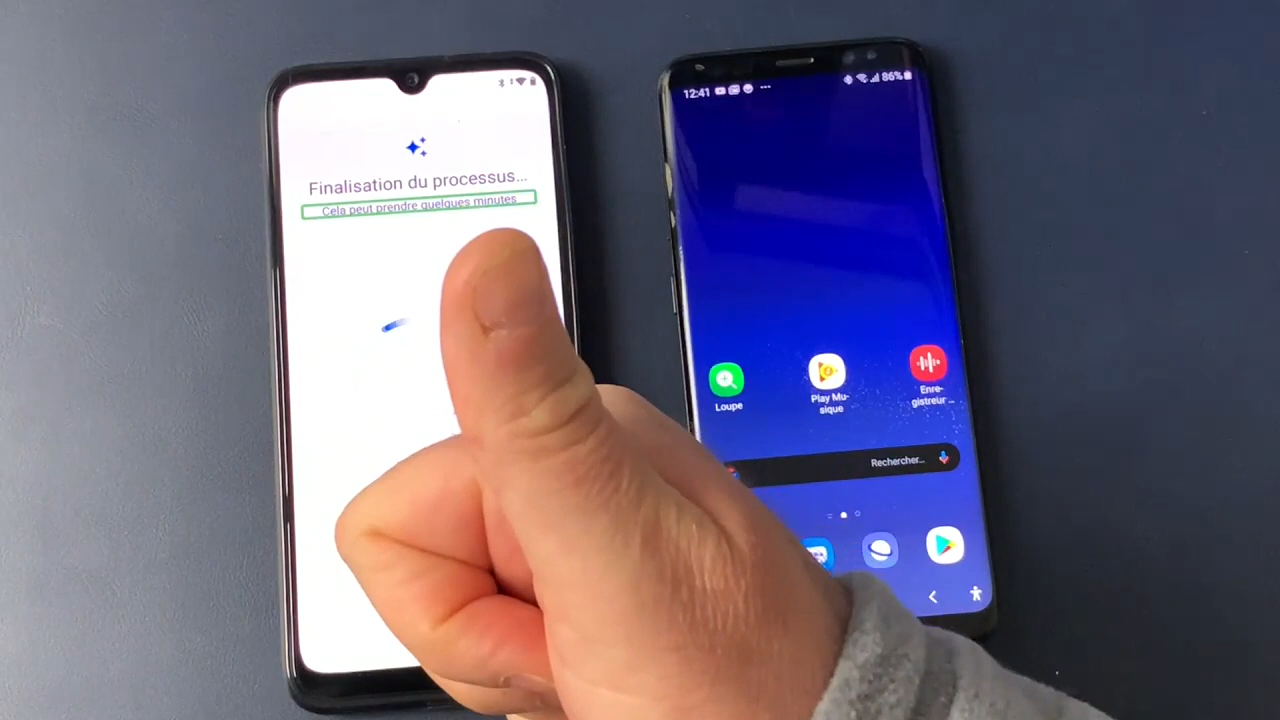 Finalisation du processus...
Cela peut prendre quelques minutes
12:41
86%
Loupe
Play Mu-
sique
Enre-
gistreur ...
Rechercher...